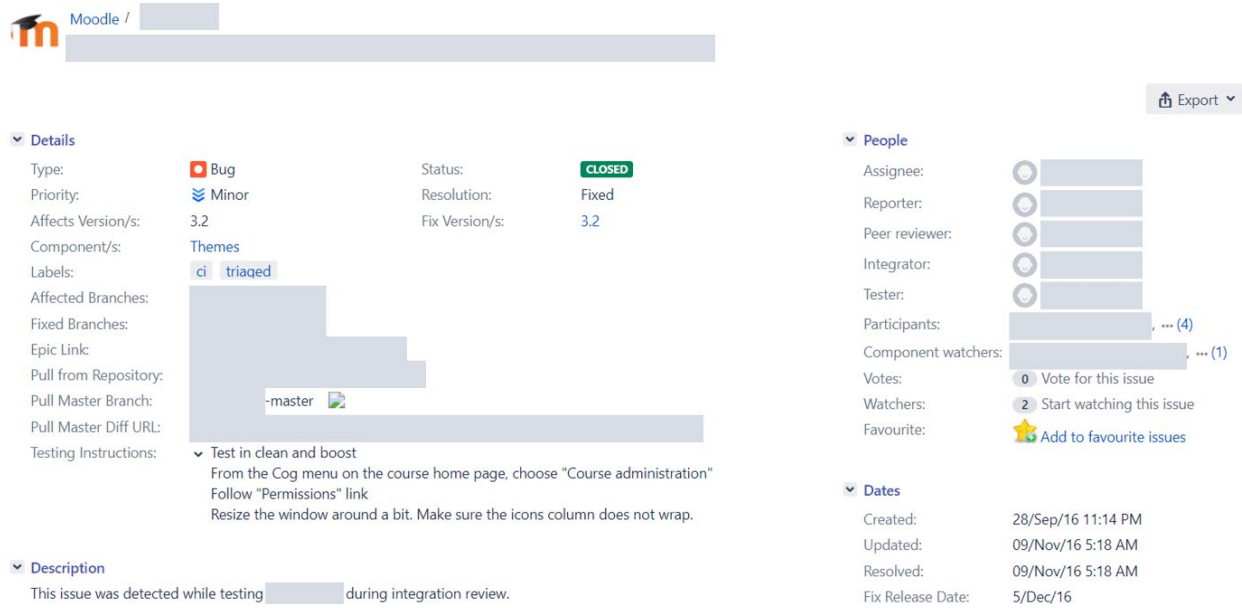 Moodle /
Export
Details
Type: Bug
Status: CLOSED
Priority: Minor
Resolution: Fixed
Affects Version/s: 3.2
Fix Version/s: 3.2
Component/s: Themes
Labels: ci triaged
Affected Branches:
Fixed Branches:
Epic Link:
Pull from Repository:
Pull Master Branch: -master
Pull Master Diff URL:
Testing Instructions: Test in clean and boost
From the Cog menu on the course home page, choose "Course administration"
Follow "Permissions" link
Resize the window around a bit. Make sure the icons column does not wrap.
Description
This issue was detected while testing during integration review.
People
Assignee:
Reporter:
Peer reviewer:
Integrator:
Tester:
Participants: , ••• (4)
Component watchers: , ••• (1)
Votes: 0 Vote for this issue
Watchers: 2 Start watching this issue
Favourite: Add to favourite issues
Dates
Created: 28/Sep/16 11:14 PM
Updated: 09/Nov/16 5:18 AM
Resolved: 09/Nov/16 5:18 AM
Fix Release Date: 5/Dec/16